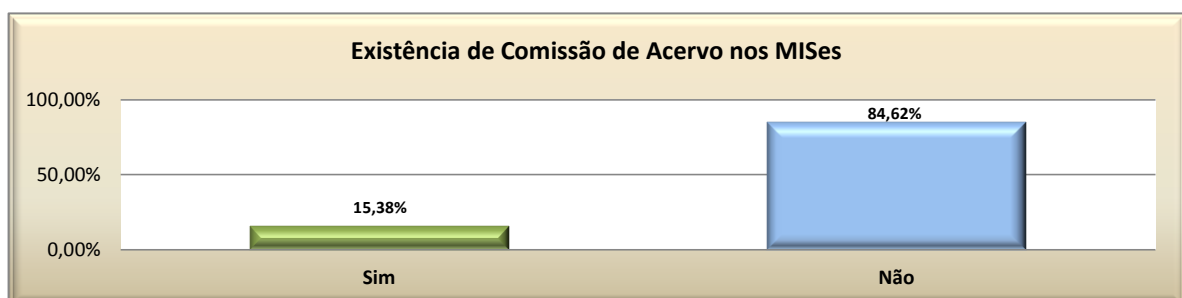 Existência de Comissão de Acervo nos MISes
100,00%
84,62%
50,00%
15,38%
0,00%
Sim
Não